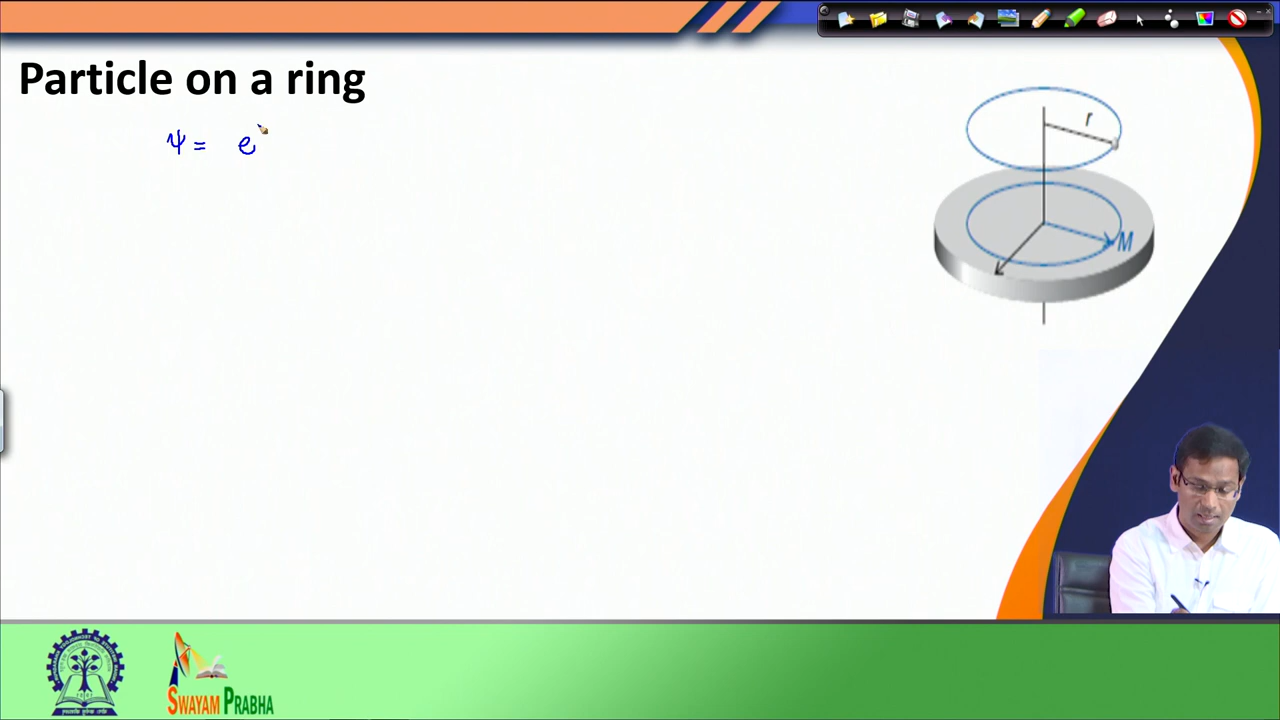 Particle on a ring
ψ = e
r
M
SWAYAM PRABHA